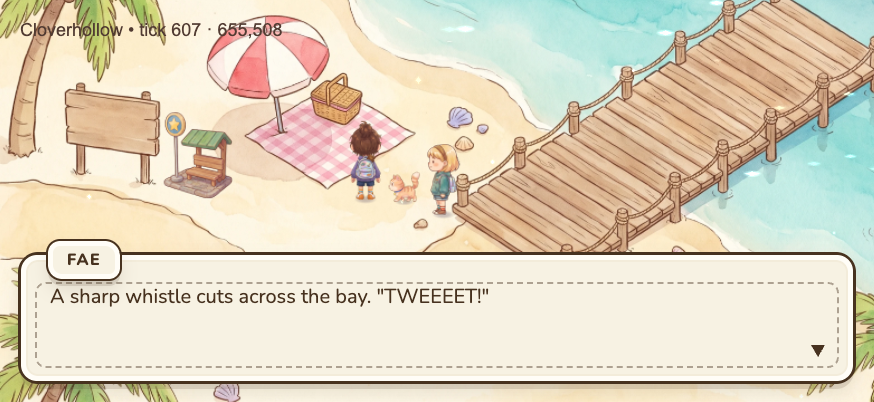 Cloverhollow • tick 607 · 655,508
FAE
A sharp whistle cuts across the bay. "TWEEEET!"